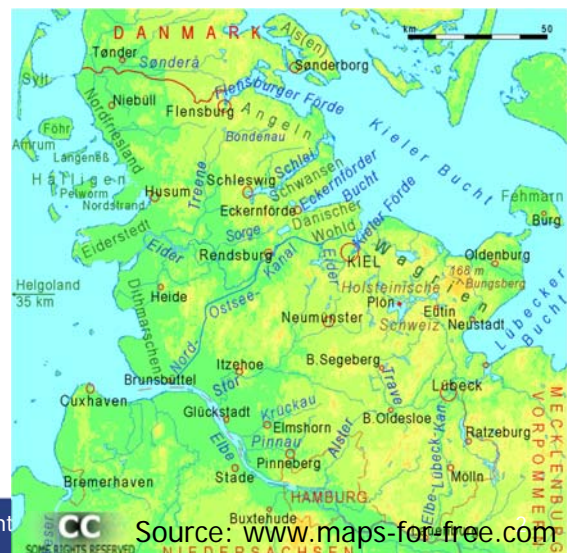 DANMARK
Als(en)
km 50
Tønder
Sønderå
Sønderborg
Sylt
Niebüll
Flensburger Förde
Flensburg
Angeln
Nordfriesland
Föhr
Amrum
Bondenau
Kieler Bucht
Langeneß
Halligen
Pelworm
Nordstrand
Treene
Schlei
Schleswig
Schwansen
Husum
Eckernförde
Eckernförder
Bucht
Fehmarn
Burg
Dänischer
Wohld
Kieler Förde
Eiderstedt
Eider
Sorge
Rendsburg
KIEL
Wagrien
Oldenburg
168 m
Bungsberg
Helgoland
35 km
Heide
Dithmarschen
Nord-
Ostsee-
Kanal
Eider
Holsteinische
Schweiz
Plön
Eutin
Neustadt
Neumünster
Lübecker
Bucht
Itzehoe
B.Segeberg
Brunsbüttel
Stör
Trave
Lübeck
Cuxhaven
Glückstadt
Krückau
Elmshorn
B.Oldesloe
Pinnau
Alster
Ratzeburg
Elbe
Pinneberg
Stade
Mölln
Elbe-Lübeck-Kan.
MECKLENBURG
VORPOMMERN
Bremerhaven
HAMBURG
Buxtehude
NIEDERSACHSEN
CC
SOME RIGHTS RESERVED
Source: www.maps-for-free.com